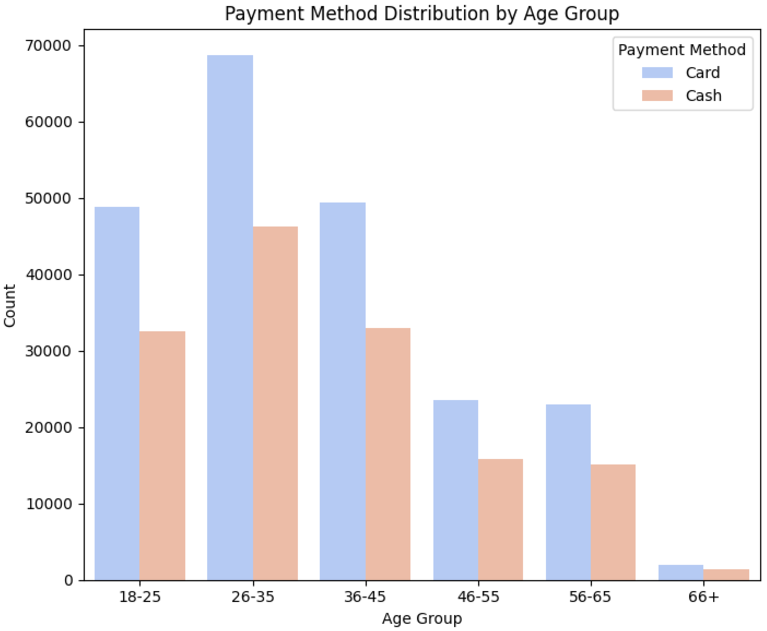 Payment Method Distribution by Age Group
Payment Method
Card
Cash
70000
60000
50000
40000
30000
20000
10000
0
Count
18-25 26-35 36-45 46-55 56-65 66+
Age Group